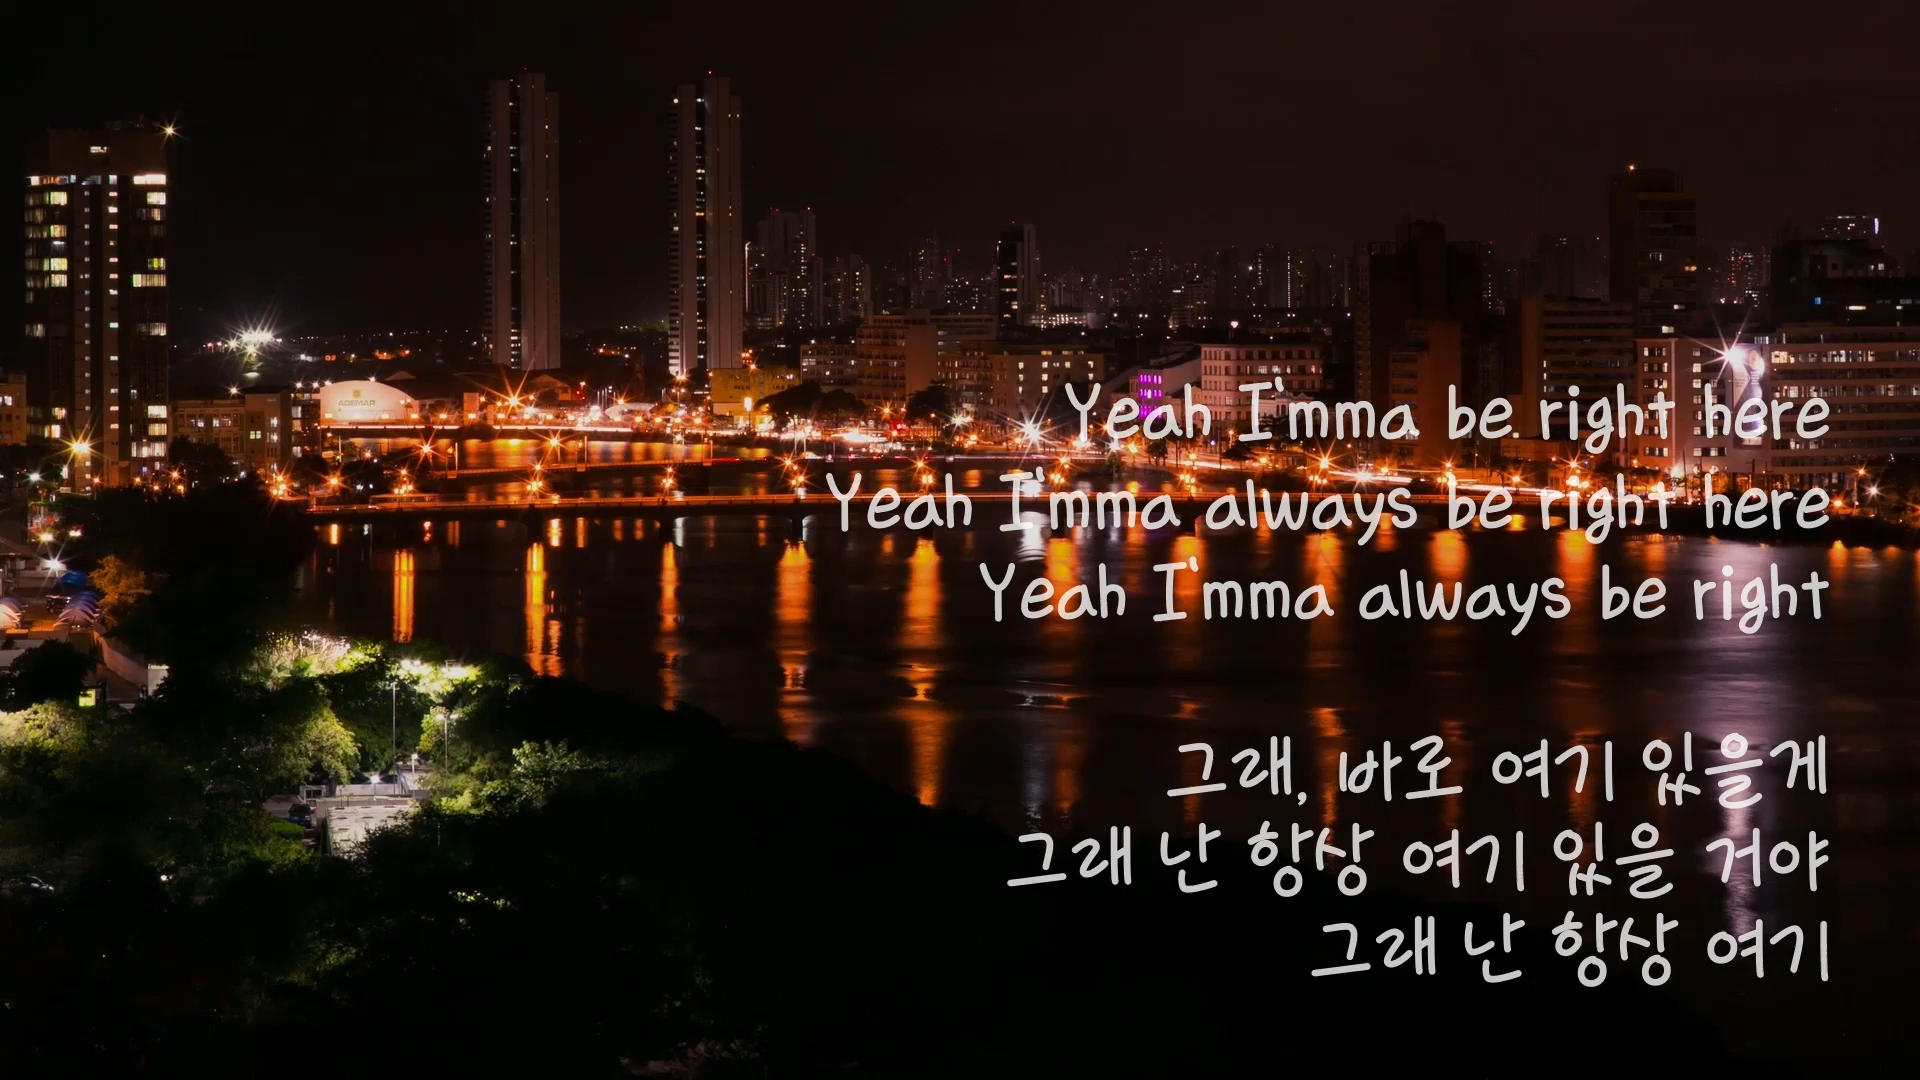 ADEMAR
Yeah I'mma be right here
Yeah I'mma always be right here
Yeah I'mma always be right
그래, 바로 여기 있을게
그래 난 항상 여기 있을 거야
그래 난 항상 여기